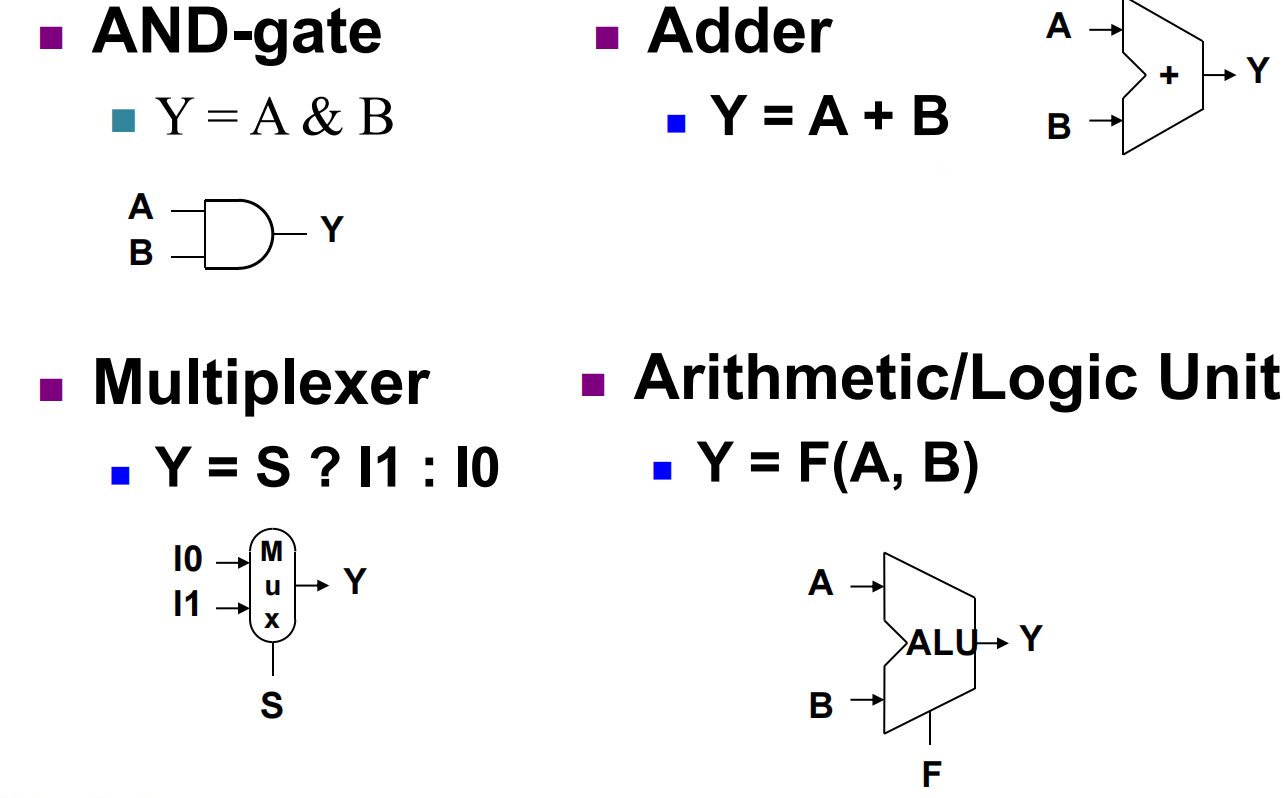 AND-gate
Y = A & B
A
B
Y
Adder
Y = A + B
A
B
+
Y
Multiplexer
Y = S ? I1 : I0
I0
I1
M
u
x
Y
S
Arithmetic/Logic Unit
Y = F(A, B)
A
B
ALU
Y
F